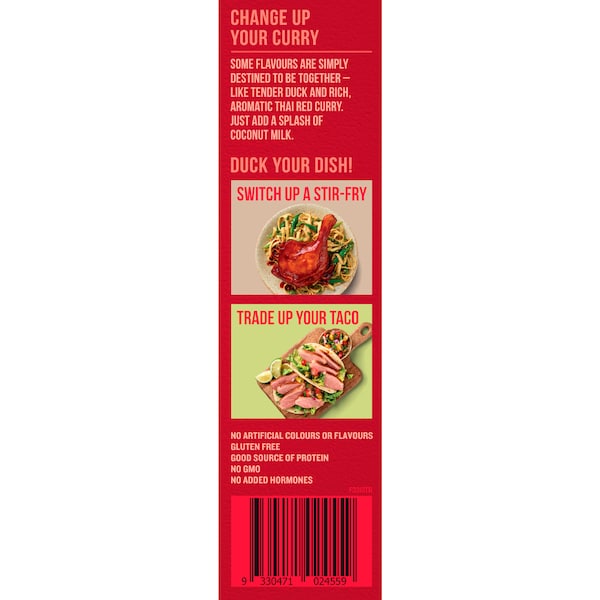 CHANGE UP
YOUR CURRY
SOME FLAVOURS ARE SIMPLY
DESTINED TO BE TOGETHER –
LIKE TENDER DUCK AND RICH,
AROMATIC THAI RED CURRY.
JUST ADD A SPLASH OF
COCONUT MILK.
DUCK YOUR DISH!
SWITCH UP A STIR-FRY
TRADE UP YOUR TACO
NO ARTIFICIAL COLOURS OR FLAVOURS
GLUTEN FREE
GOOD SOURCE OF PROTEIN
NO GMO
NO ADDED HORMONES
9 330471 024559